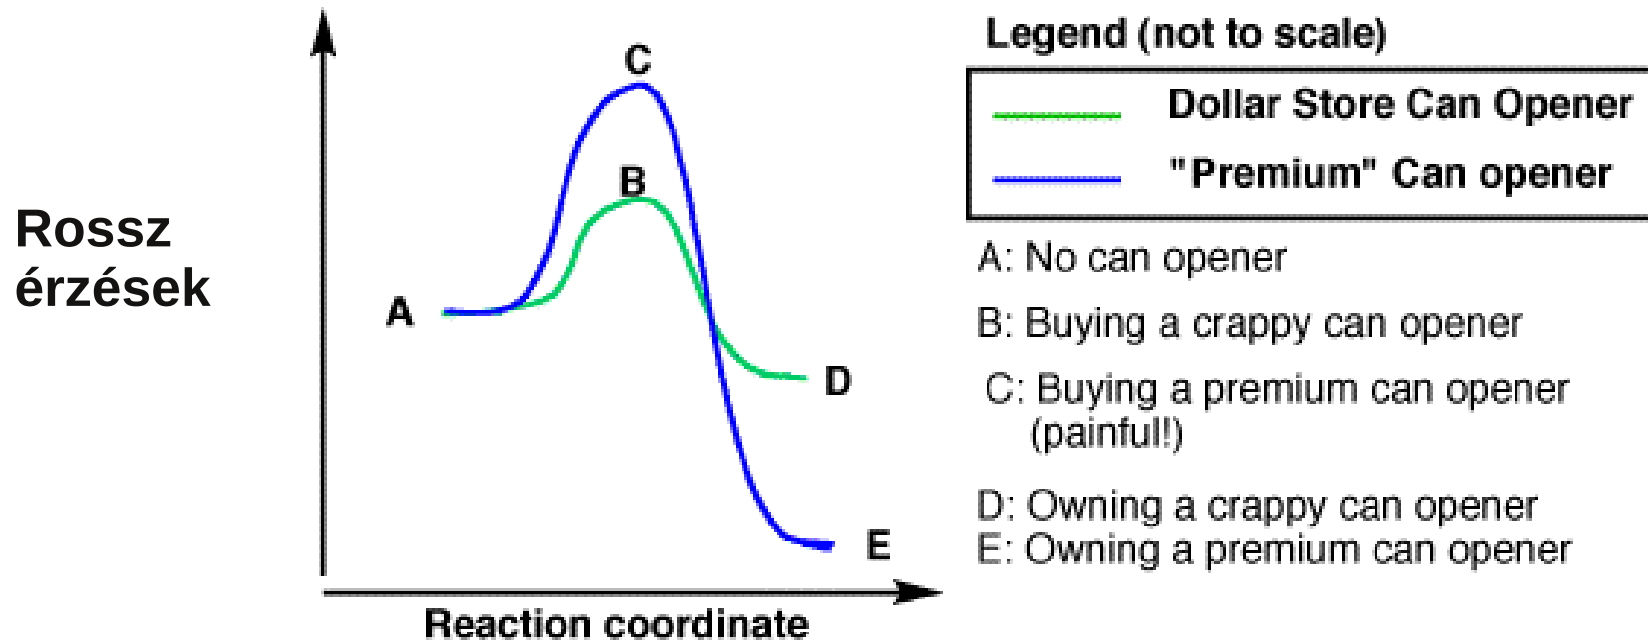 Rossz
érzések
A
B
C
D
E
Reaction coordinate
Legend (not to scale)
Dollar Store Can Opener
"Premium" Can opener
A: No can opener
B: Buying a crappy can opener
C: Buying a premium can opener
(painful!)
D: Owning a crappy can opener
E: Owning a premium can opener